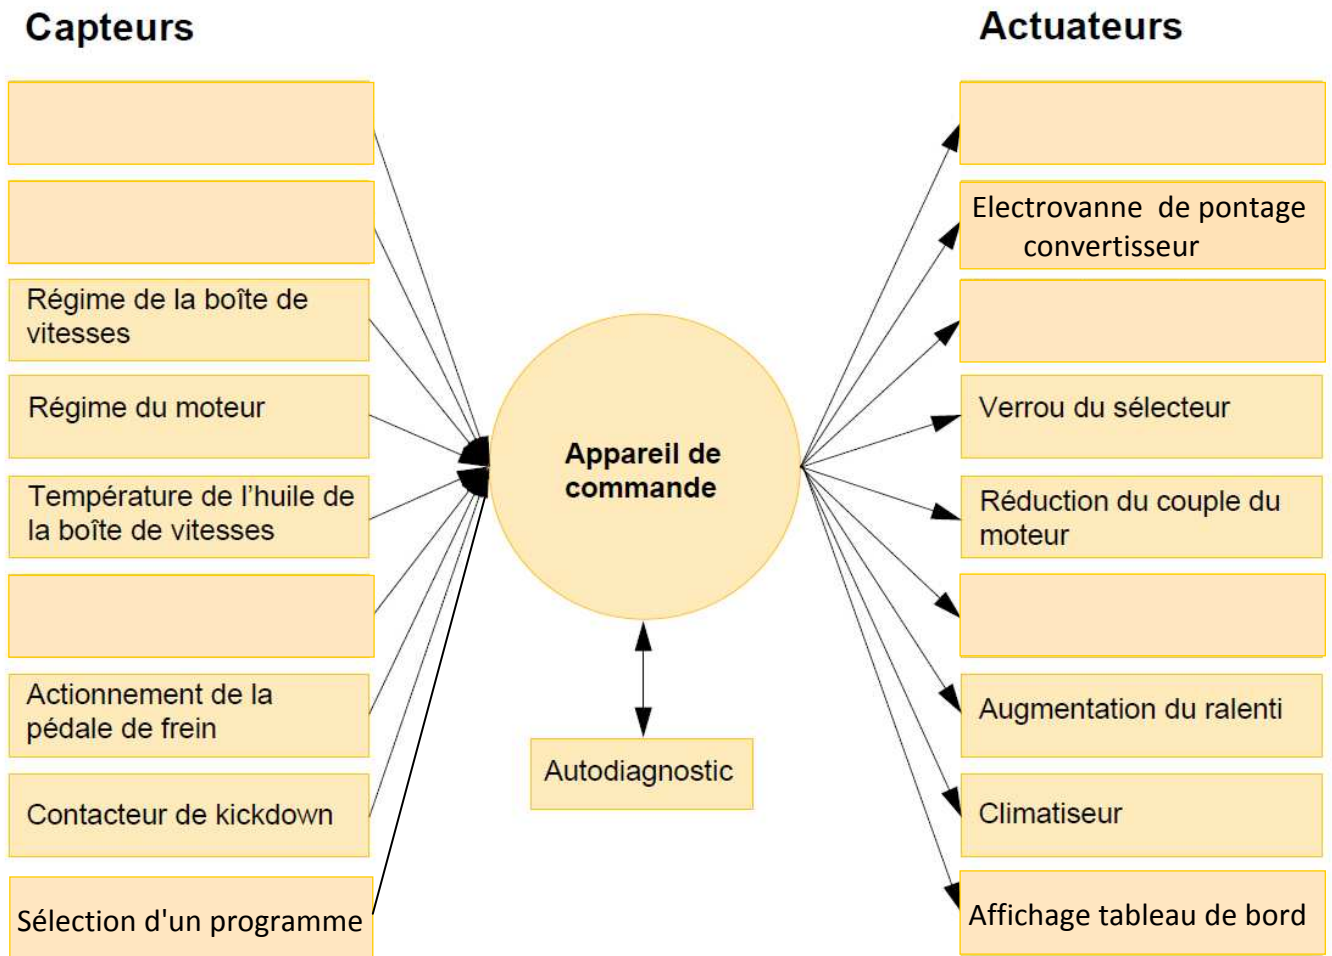 Capteurs
Actuateurs
Electrovanne de pontage
convertisseur
Régime de la boîte de
vitesses
Régime du moteur
Verrou du sélecteur
Appareil de
commande
Température de l'huile de
la boîte de vitesses
Réduction du couple du
moteur
Actionnement de la
pédale de frein
Augmentation du ralenti
Autodiagnostic
Contacteur de kickdown
Climatiseur
Sélection d'un programme
Affichage tableau de bord